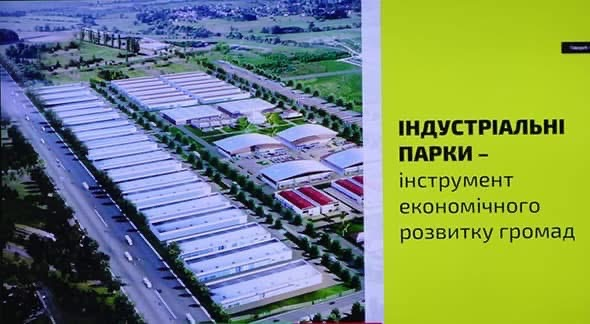 ІНДУСТРІАЛЬНІ
ПАРКИ –
інструмент
економічного
розвитку громад